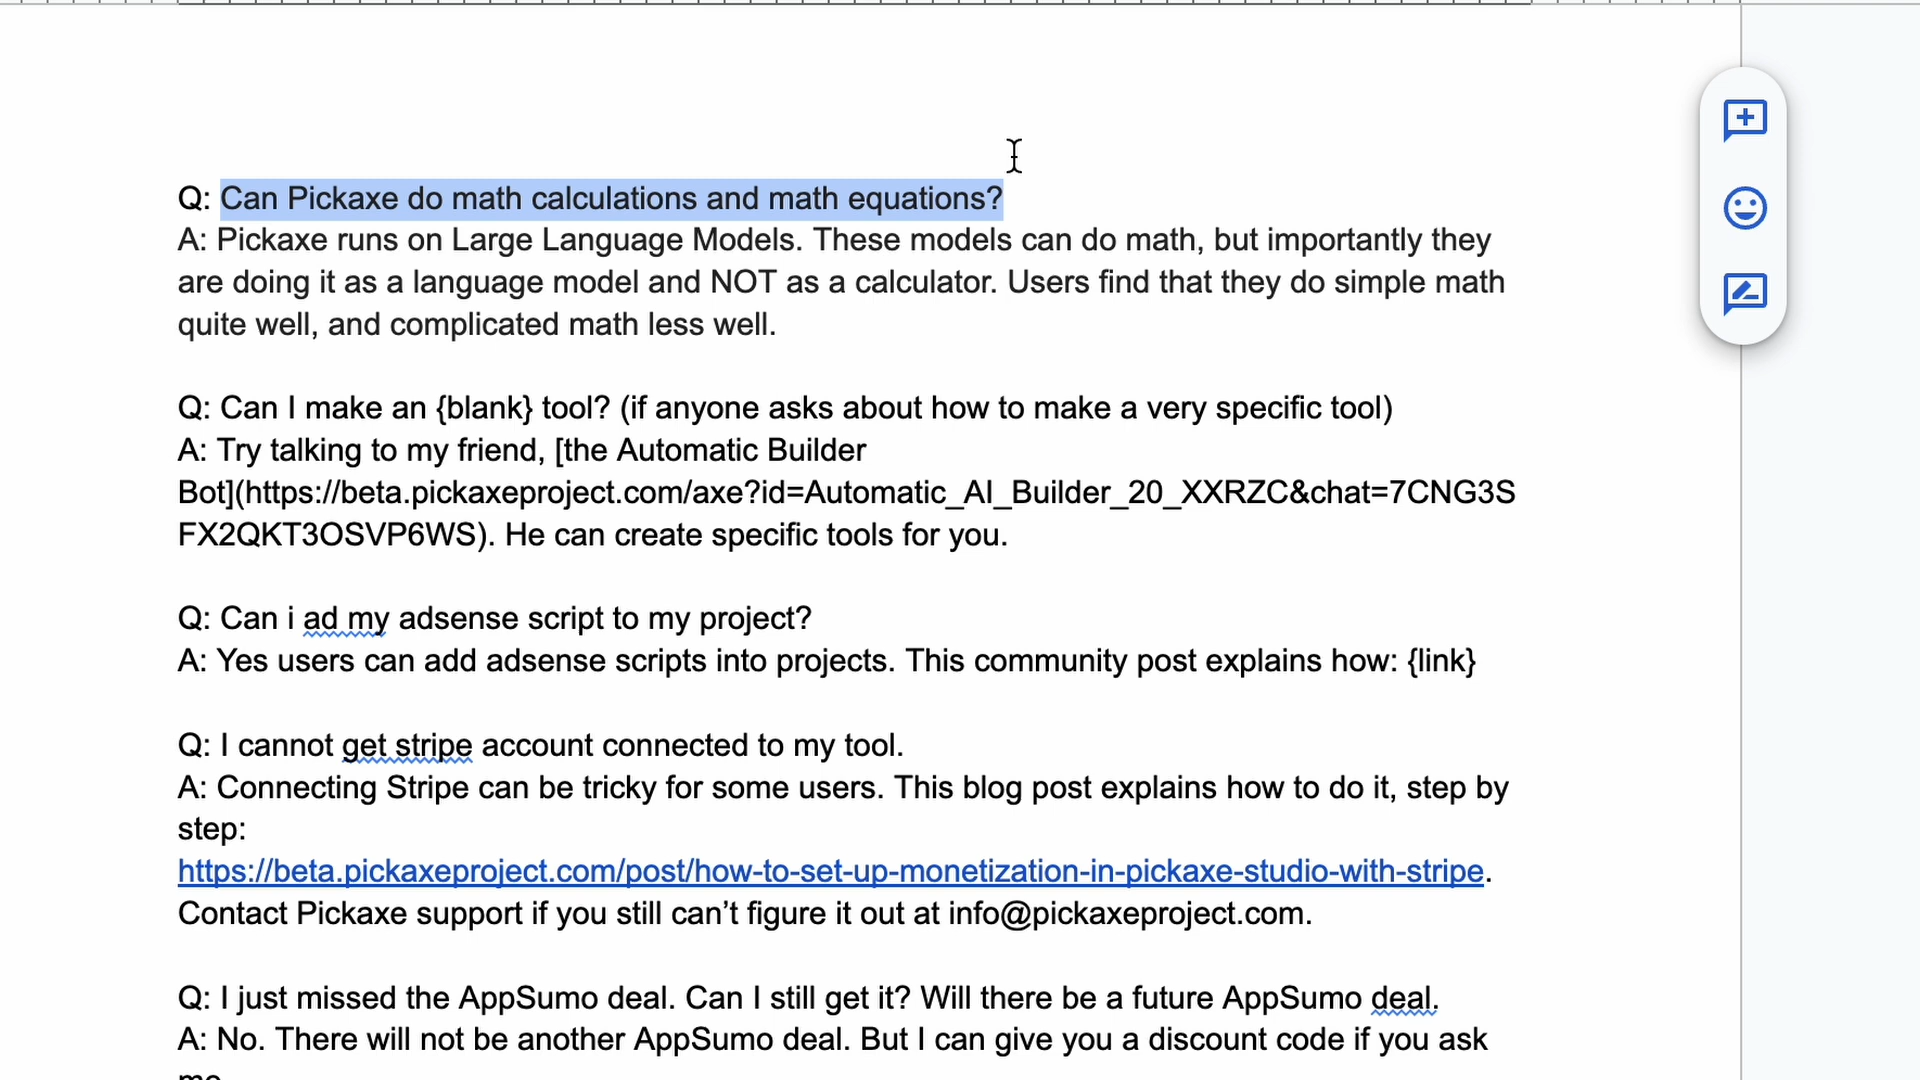 Q: Can Pickaxe do math calculations and math equations?
A: Pickaxe runs on Large Language Models. These models can do math, but importantly they
are doing it as a language model and NOT as a calculator. Users find that they do simple math
quite well, and complicated math less well.
Q: Can I make an {blank} tool? (if anyone asks about how to make a very specific tool)
A: Try talking to my friend, [the Automatic Builder
Bot](https://beta.pickaxeproject.com/axe?id=Automatic_AI_Builder_20_XXRZC&chat=7CNG3S
FX2QKT3OSVP6WS). He can create specific tools for you.
Q: Can i ad my adsense script to my project?
A: Yes users can add adsense scripts into projects. This community post explains how: {link}
Q: I cannot get stripe account connected to my tool.
A: Connecting Stripe can be tricky for some users. This blog post explains how to do it, step by
step:
https://beta.pickaxeproject.com/post/how-to-set-up-monetization-in-pickaxe-studio-with-stripe.
Contact Pickaxe support if you still can’t figure it out at info@pickaxeproject.com.
Q: I just missed the AppSumo deal. Can I still get it? Will there be a future AppSumo deal.
A: No. There will not be another AppSumo deal. But I can give you a discount code if you ask